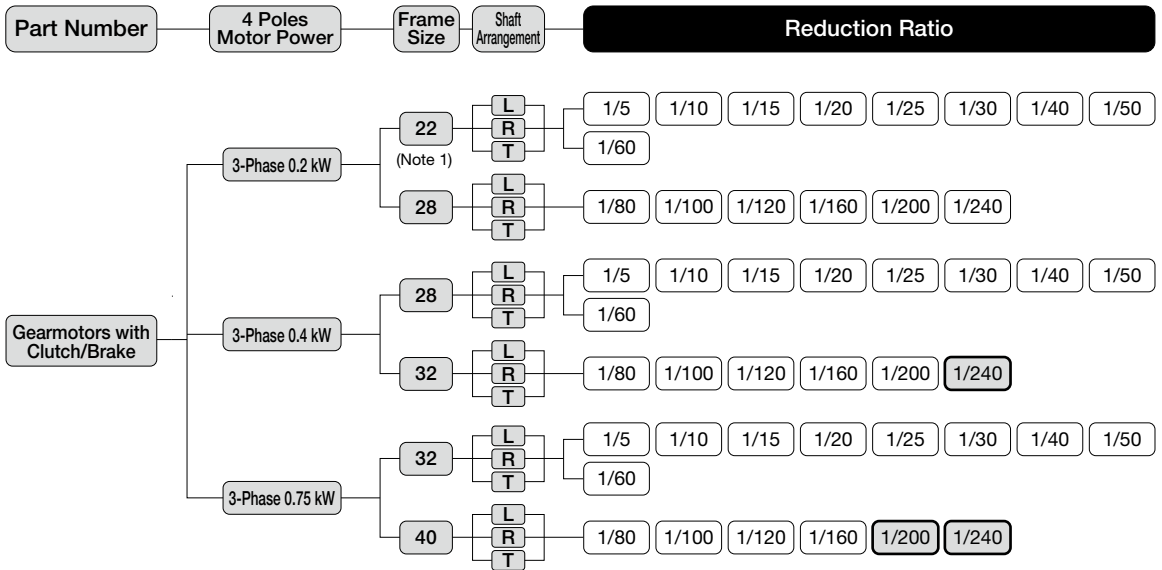 Part Number
4 Poles
Motor Power
Frame
Size
Shaft
Arrangement
Reduction Ratio
Gearmotors with
Clutch/Brake
3-Phase 0.2 kW
22
(Note 1)
L
R
T
1/5 1/10 1/15 1/20 1/25 1/30 1/40 1/50
1/60
28
L
R
T
1/80 1/100 1/120 1/160 1/200 1/240
3-Phase 0.4 kW
28
L
R
T
1/5 1/10 1/15 1/20 1/25 1/30 1/40 1/50
1/60
32
L
R
T
1/80 1/100 1/120 1/160 1/200 1/240
3-Phase 0.75 kW
32
L
R
T
1/5 1/10 1/15 1/20 1/25 1/30 1/40 1/50
1/60
40
L
R
T
1/80 1/100 1/120 1/160 1/200 1/240